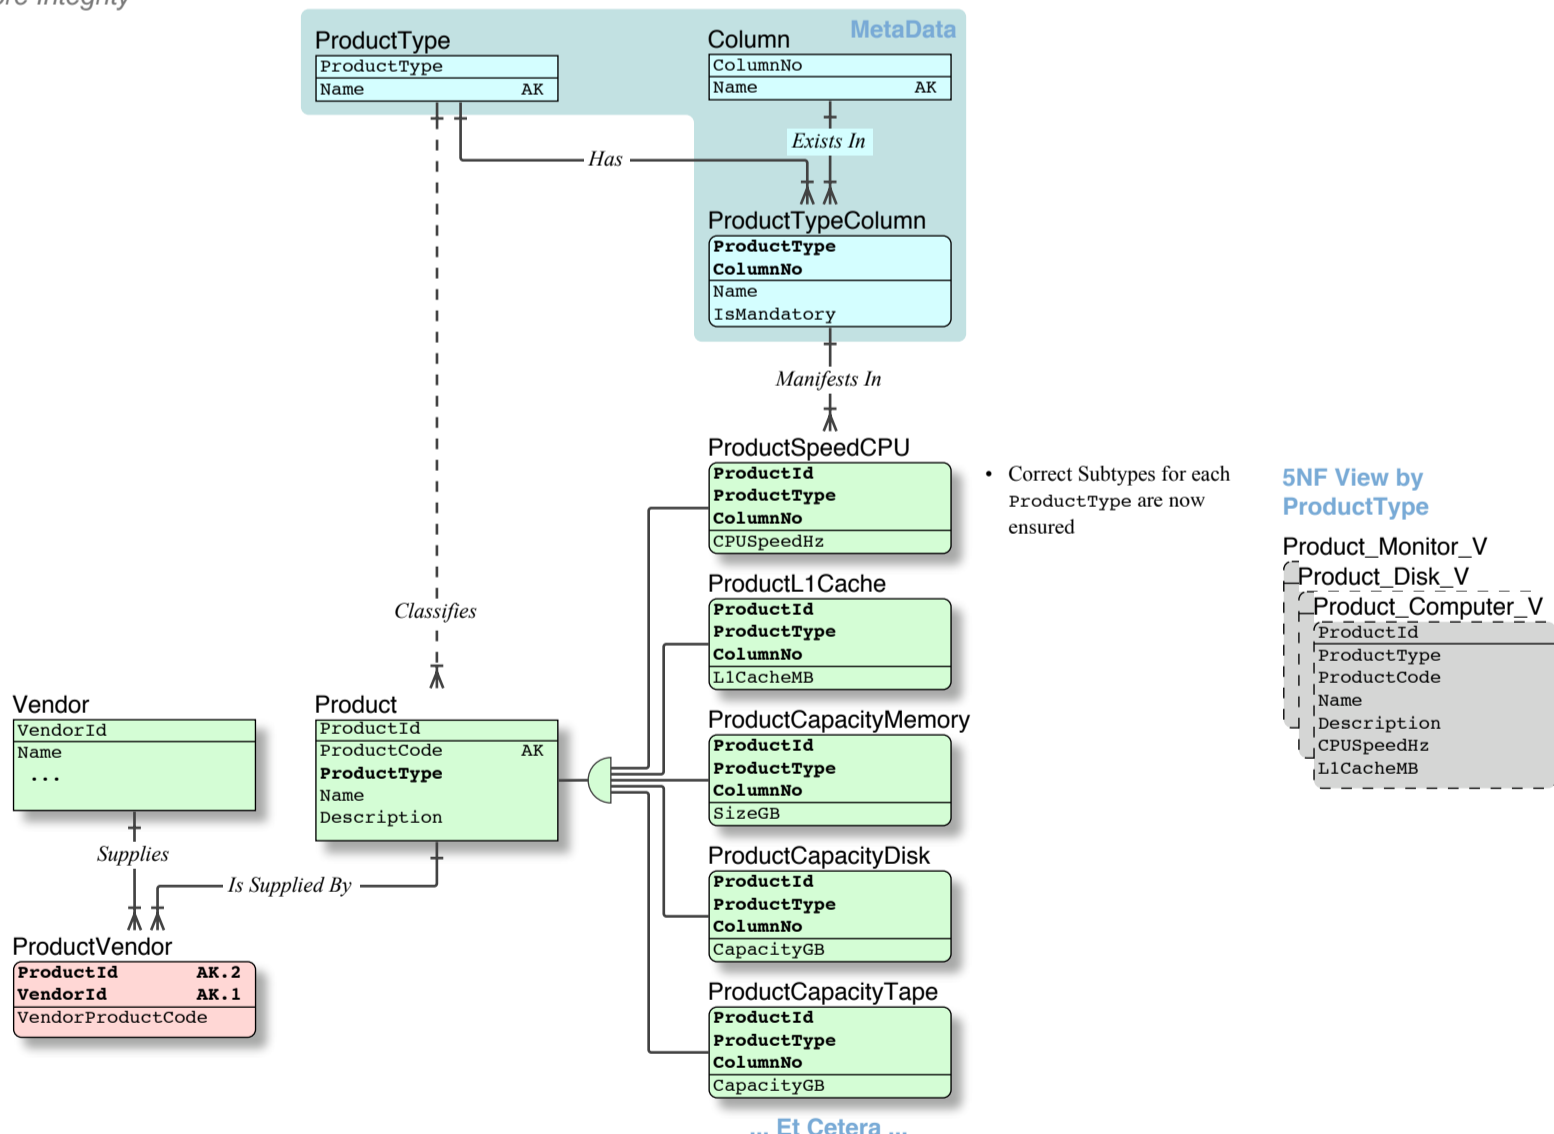 ore Integrity
MetaData
ProductType
ProductType
Name AK
Column
ColumnNo
Name AK
Exists In
Has
ProductTypeColumn
ProductType
ColumnNo
Name
IsMandatory
Manifests In
ProductSpeedCPU
ProductId
ProductType
ColumnNo
CPUSpeedHz
• Correct Subtypes for each
ProductType are now
ensured
5NF View by
ProductType
Product_Monitor_V
Product_Disk_V
Product_Computer_V
ProductId
ProductType
ProductCode
Name
Description
CPUSpeedHz
L1CacheMB
ProductL1Cache
ProductId
ProductType
ColumnNo
L1CacheMB
Classifies
Vendor
VendorId
Name
...
Product
ProductId
ProductCode AK
ProductType
Name
Description
ProductCapacityMemory
ProductId
ProductType
ColumnNo
SizeGB
Supplies
Is Supplied By
ProductCapacityDisk
ProductId
ProductType
ColumnNo
CapacityGB
ProductVendor
ProductId AK.2
VendorId AK.1
VendorProductCode
ProductCapacityTape
ProductId
ProductType
ColumnNo
CapacityGB
... Et Cetera ...